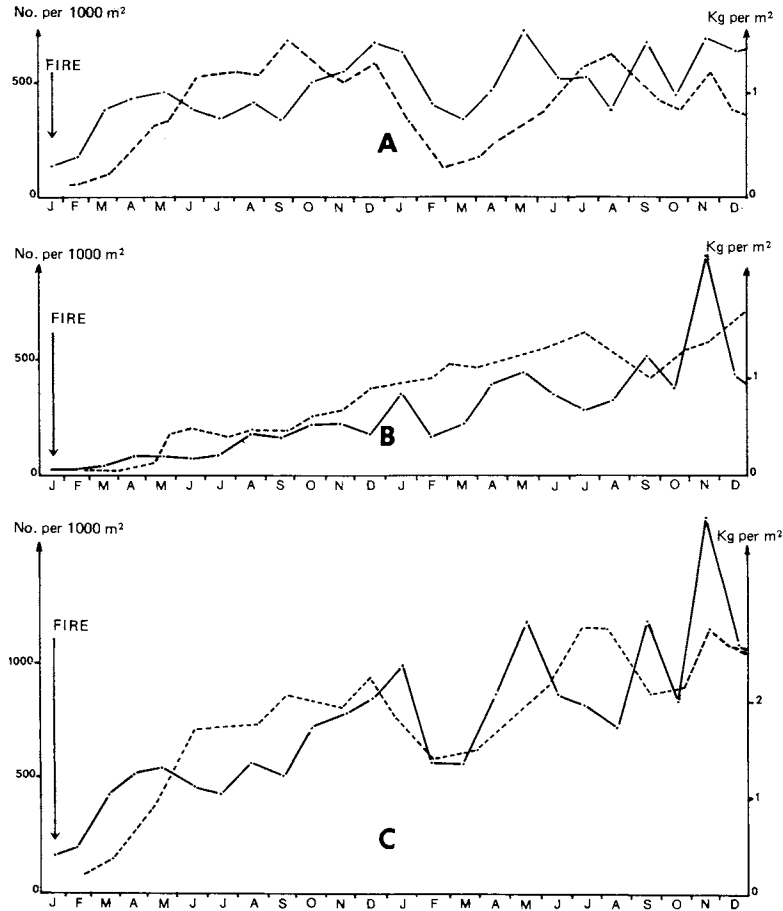 No. per 1000 m²
Kg per m²
FIRE
500
1
A
0
0
J F M A M J J A S O N D J F M A M J J A S O N D
No. per 1000 m²
Kg per m²
FIRE
500
1
B
0
0
J F M A M J J A S O N D J F M A M J J A S O N D
No. per 1000 m²
Kg per m²
FIRE
1000
2
500
1
C
0
0
J F M A M J J A S O N D J F M A M J J A S O N D